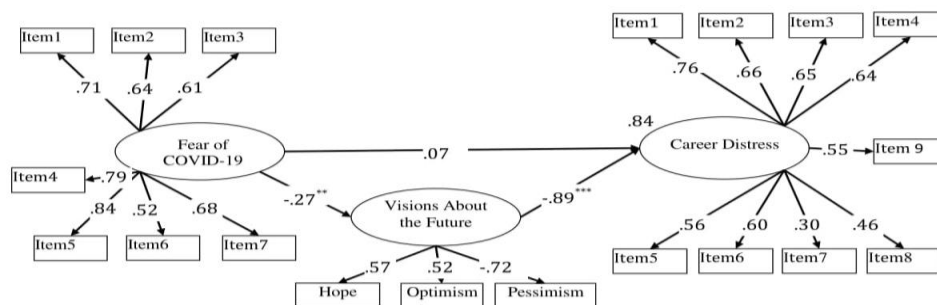 Item1 Item2 Item3
.71 .64 .61
Fear of
COVID-19
Item4 .79
.84 .52 .68
Item5 Item6 Item7
.07
-.27**
Visions About
the Future
-.89***
.57 .52 -.72
Hope Optimism Pessimism
Item1 Item2 Item3 Item4
.76 .66 .65 .64
.84
Career Distress
.55 Item 9
.56 .60 .30 .46
Item5 Item6 Item7 Item8